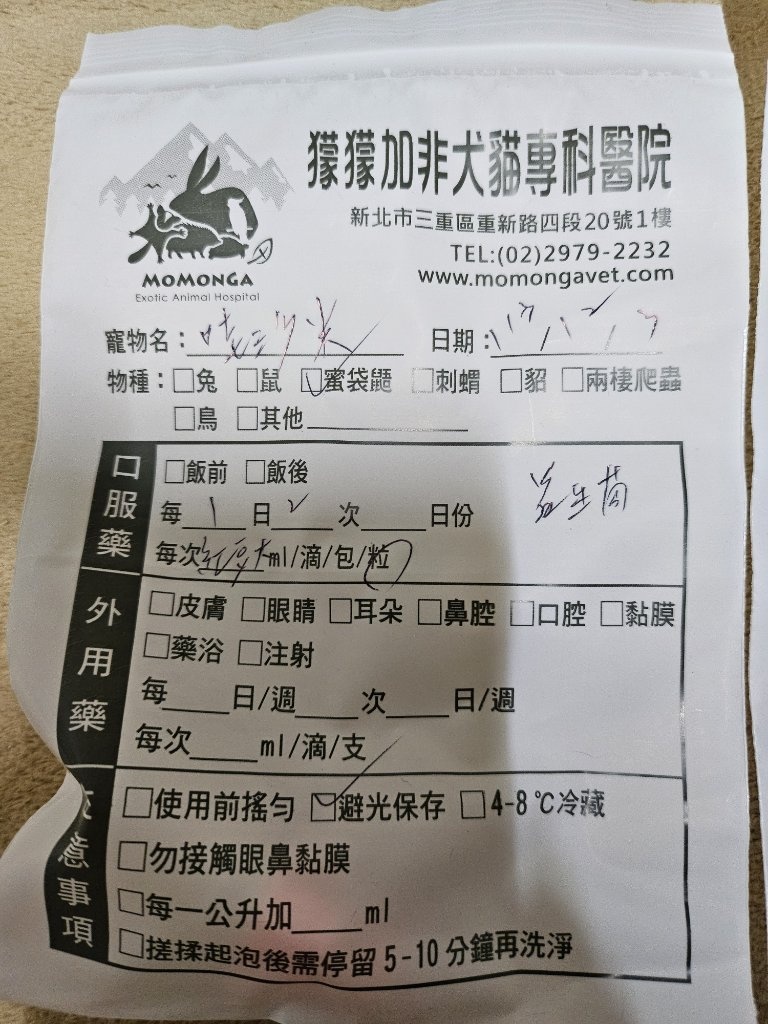 獴獴加非犬貓專科醫院
新北市三重區重新路四段20號1樓
TEL:(02)2979-2232
www.momongavet.com
MOMONGA
Exotic Animal Hospital
寵物名：
日期：
物種：□兔 □鼠 ☑蜜袋鼯 □刺蝟 □貂 □兩棲爬蟲
□鳥 □其他
口服藥
□飯前 □飯後
益生菌
每 1 日 2 次 日份
每次 紅豆大 ml/滴/包/粒
外用藥
□皮膚 □眼睛 □耳朵 □鼻腔 □口腔 □黏膜
□藥浴 □注射
每 日/週 次 日/週
每次 ml/滴/支
意事項
□使用前搖勻 ☑避光保存 □4-8℃冷藏
□勿接觸眼鼻黏膜
□每一公升加 ml
□搓揉起泡後需停留5-10分鐘再洗淨